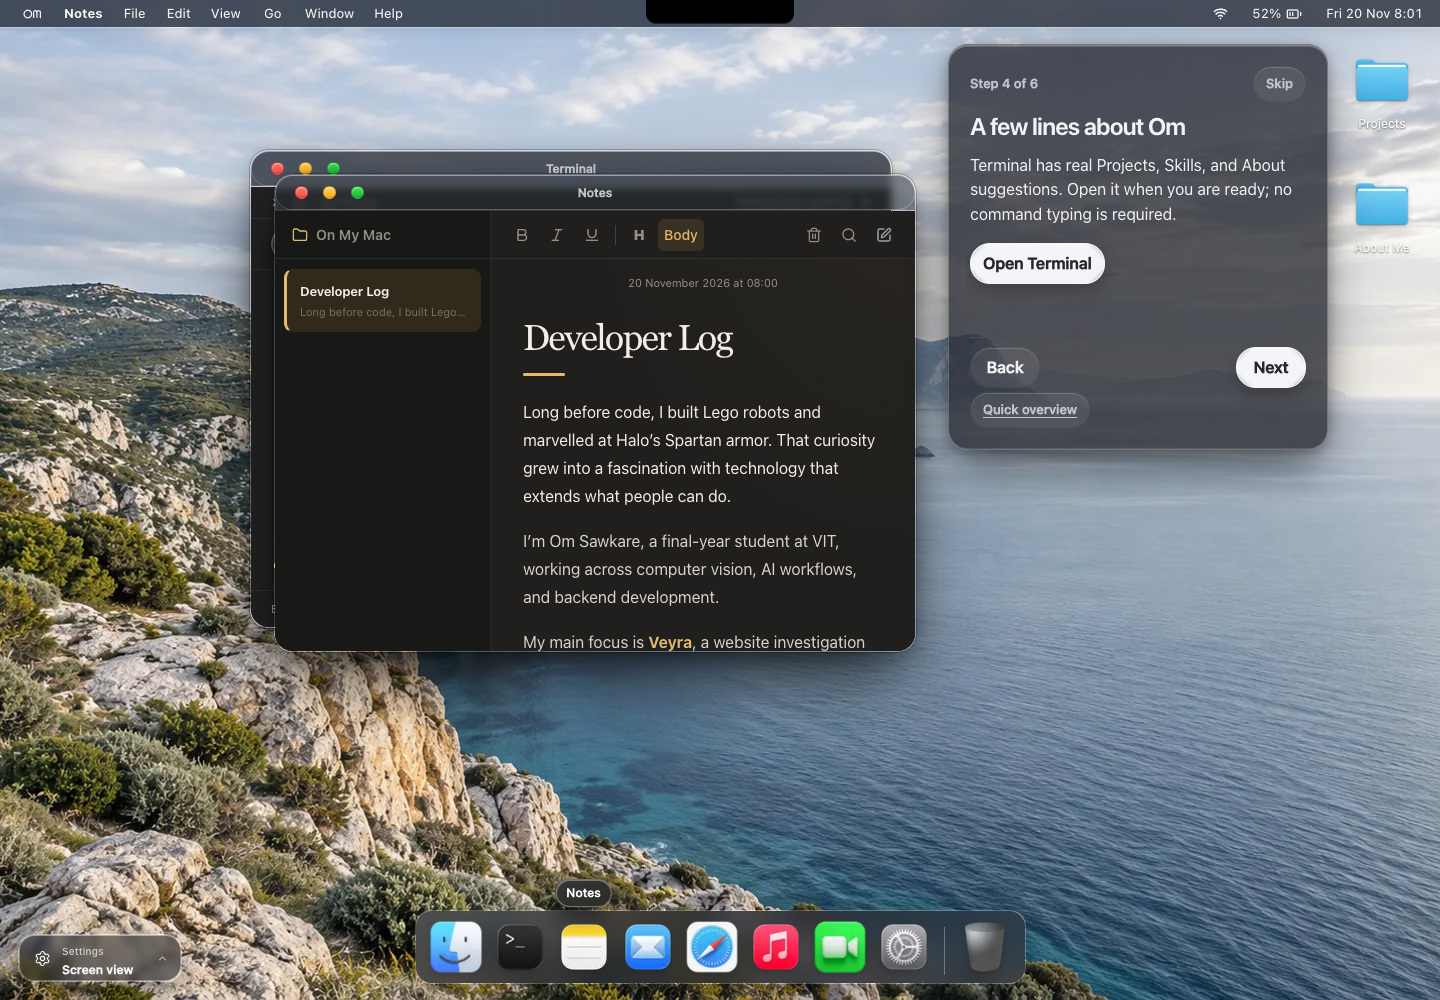 Om Notes File Edit View Go Window Help
52% Fri 20 Nov 8:01
Step 4 of 6
Skip
A few lines about Om
Terminal has real Projects, Skills, and About
suggestions. Open it when you are ready; no
command typing is required.
Open Terminal
Back
Next
Quick overview
Projects
About Me
Terminal
Notes
On My Mac
B I U H Body
Developer Log
Long before code, I built Lego...
20 November 2026 at 08:00
Developer Log
Long before code, I built Lego robots and
marvelled at Halo’s Spartan armor. That curiosity
grew into a fascination with technology that
extends what people can do.
I’m Om Sawkare, a final-year student at VIT,
working across computer vision, AI workflows,
and backend development.
My main focus is Veyra, a website investigation
Notes
>_
Settings
Screen view